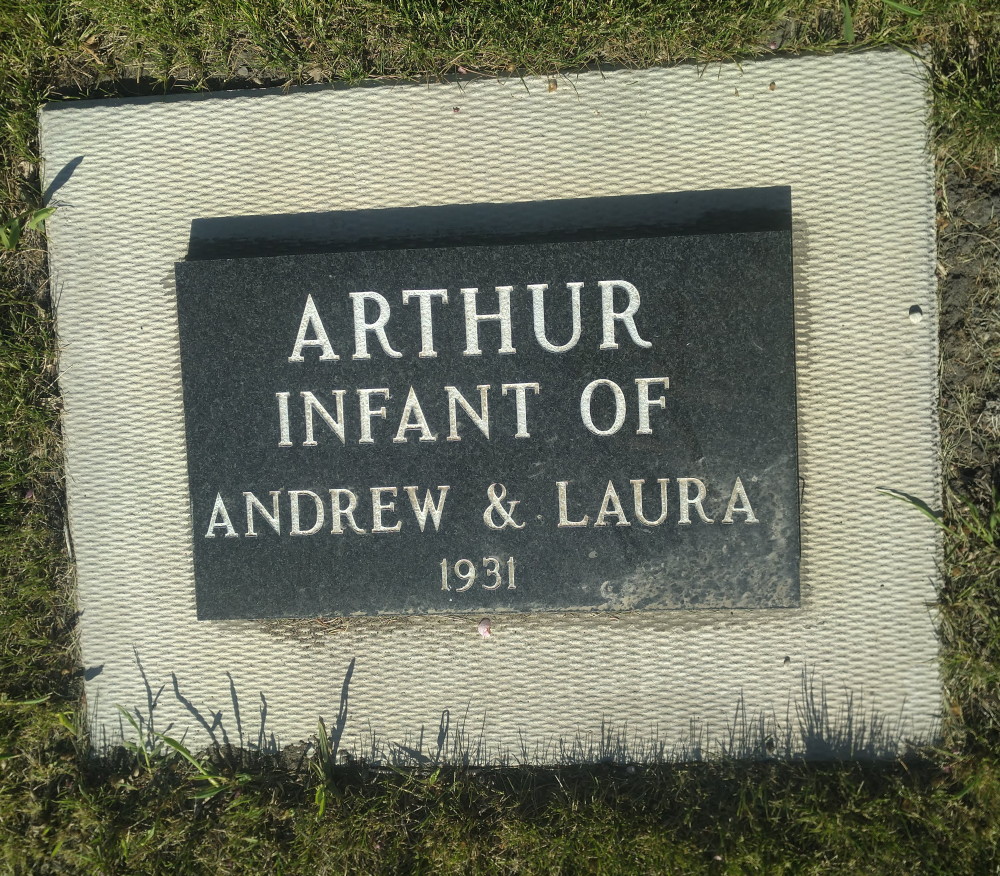 ARTHUR
INFANT OF
ANDREW & LAURA
1931